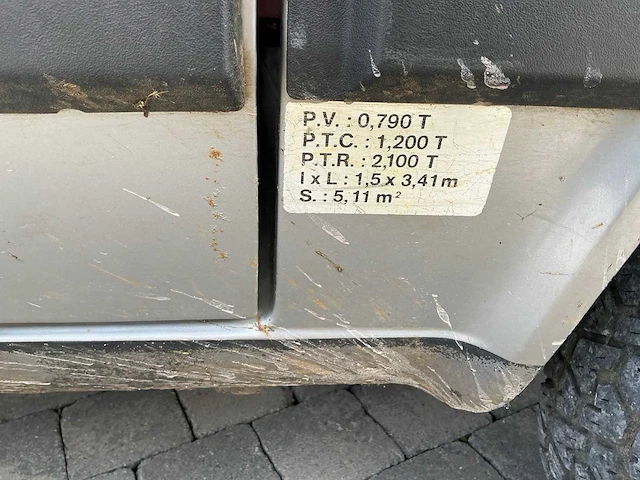 P.V. : 0,790 T
P.T.C. : 1,200 T
P.T.R. : 2,100 T
l x L : 1,5 x 3,41 m
S. : 5,11 m²